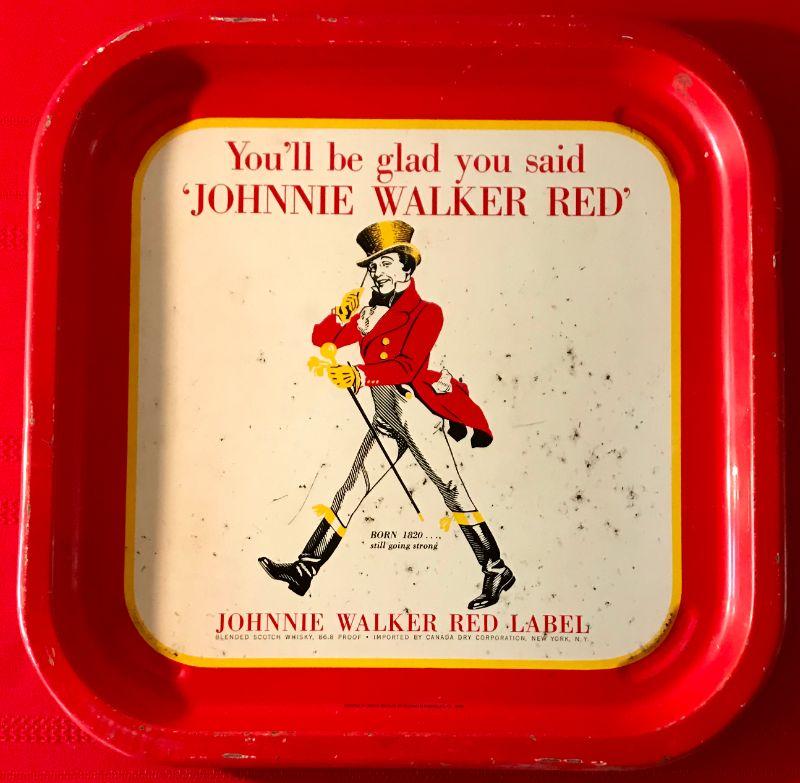 You'll be glad you said
'JOHNNIE WALKER RED'
BORN 1820 ....
still going strong
JOHNNIE WALKER RED LABEL
BLENDED SCOTCH WHISKY, 86.8 PROOF • IMPORTED BY CANADA DRY CORPORATION, NEW YORK, N.Y.